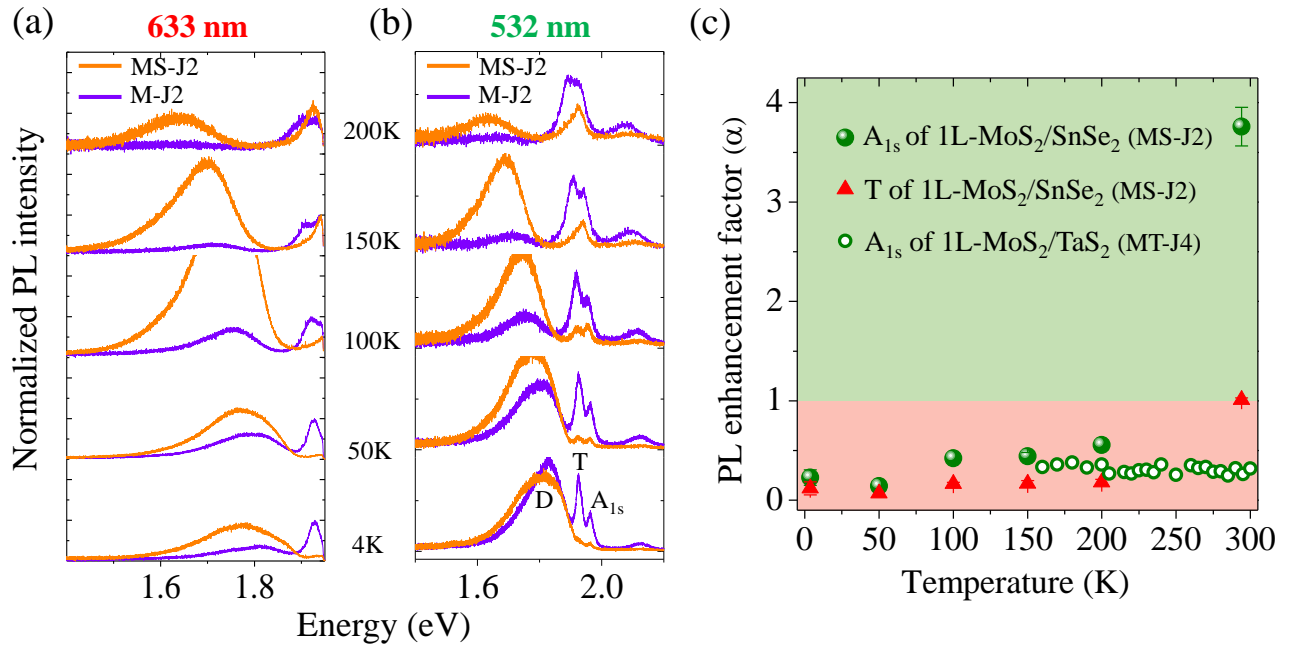 (a)
633 nm
(b)
532 nm
(c)
MS-J2
M-J2
MS-J2
M-J2
200K
150K
100K
50K
4K
T
D
A1s
Normalized PL intensity
1.6
1.8
1.6
1.8
2.0
Energy (eV)
PL enhancement factor (α)
4
3
2
1
0
A1s of 1L-MoS2/SnSe2 (MS-J2)
T of 1L-MoS2/SnSe2 (MS-J2)
A1s of 1L-MoS2/TaS2 (MT-J4)
0
50
100
150
200
250
300
Temperature (K)